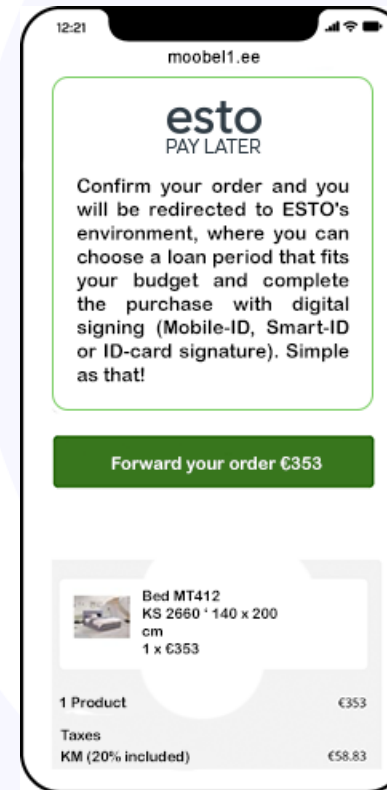 12:21
moobel1.ee
esto
PAY LATER
Confirm your order and you
will be redirected to ESTO's
environment, where you can
choose a loan period that fits
your budget and complete
the purchase with digital
signing (Mobile-ID, Smart-ID
or ID-card signature). Simple
as that!
Forward your order €353
Bed MT412
KS 2660 ‘ 140 x 200
cm
1 x €353
1 Product €353
Taxes
KM (20% included) €58.83